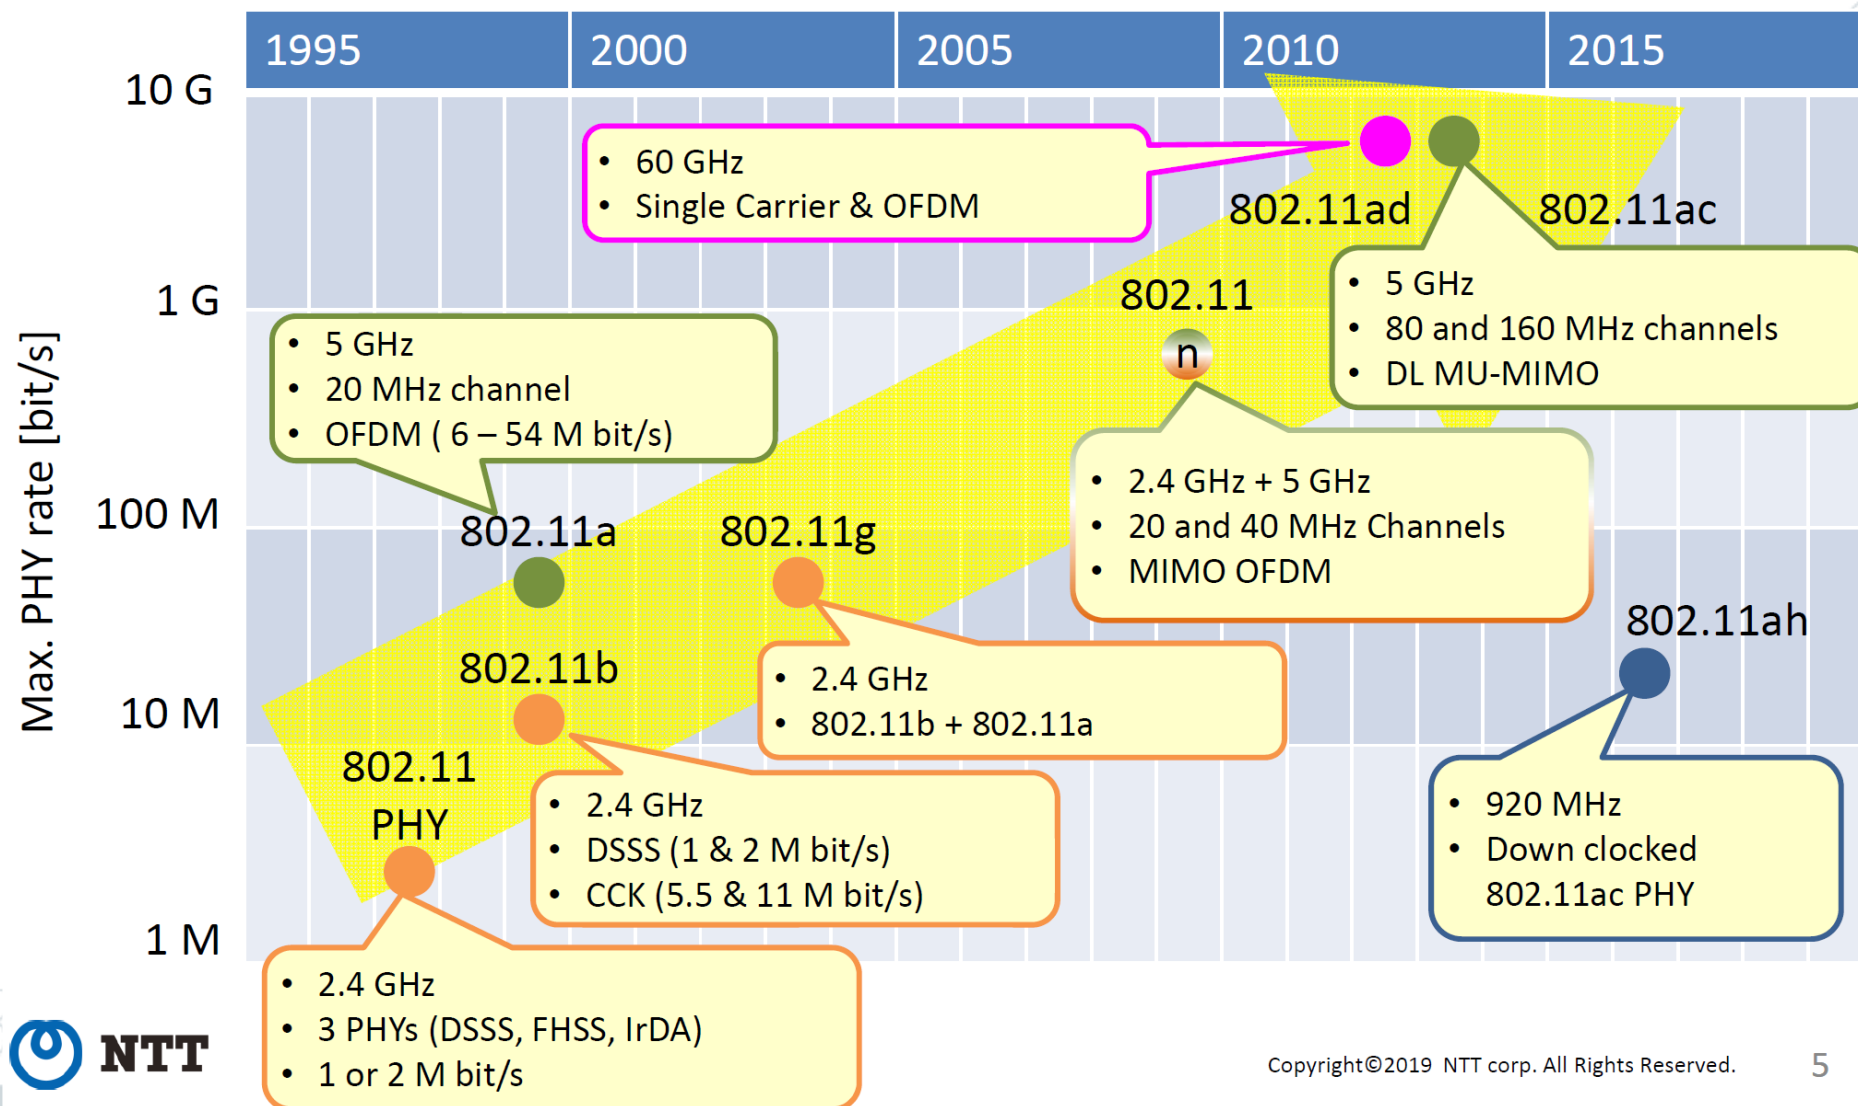 1995
2000
2005
2010
2015
Max. PHY rate [bit/s]
10 G
1 G
100 M
10 M
1 M
• 60 GHz
• Single Carrier & OFDM
802.11ad
802.11ac
• 5 GHz
• 80 and 160 MHz channels
• DL MU-MIMO
802.11
n
• 5 GHz
• 20 MHz channel
• OFDM ( 6 – 54 M bit/s)
• 2.4 GHz + 5 GHz
• 20 and 40 MHz Channels
• MIMO OFDM
802.11a
802.11g
802.11b
• 2.4 GHz
• 802.11b + 802.11a
802.11ah
802.11
PHY
• 2.4 GHz
• DSSS (1 & 2 M bit/s)
• CCK (5.5 & 11 M bit/s)
• 920 MHz
• Down clocked
802.11ac PHY
• 2.4 GHz
• 3 PHYs (DSSS, FHSS, IrDA)
• 1 or 2 M bit/s
NTT
Copyright©2019 NTT corp. All Rights Reserved.
5